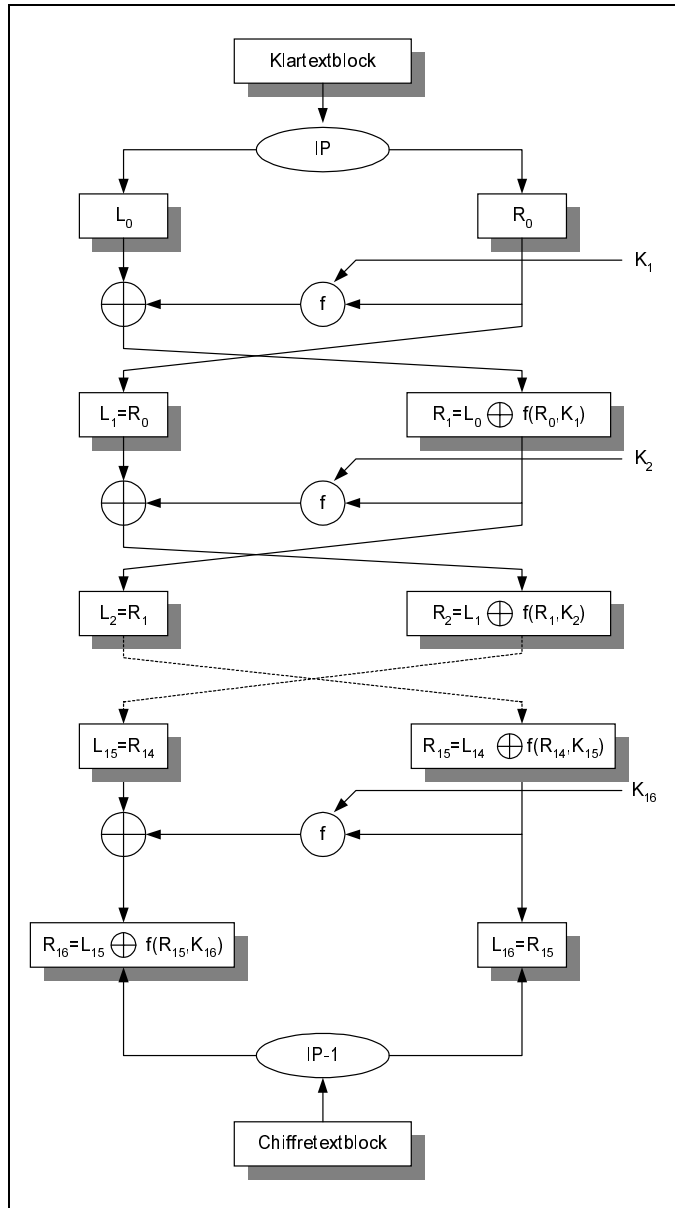 Klartextblock
IP
L₀
R₀
K₁
f
L₁=R₀
R₁=L₀ ⊕ f(R₀,K₁)
K₂
f
L₂=R₁
R₂=L₁ ⊕ f(R₁,K₂)
L₁₅=R₁₄
R₁₅=L₁₄ ⊕ f(R₁₄,K₁₅)
K₁₆
f
R₁₆=L₁₅ ⊕ f(R₁₅,K₁₆)
L₁₆=R₁₅
IP-1
Chiffretextblock